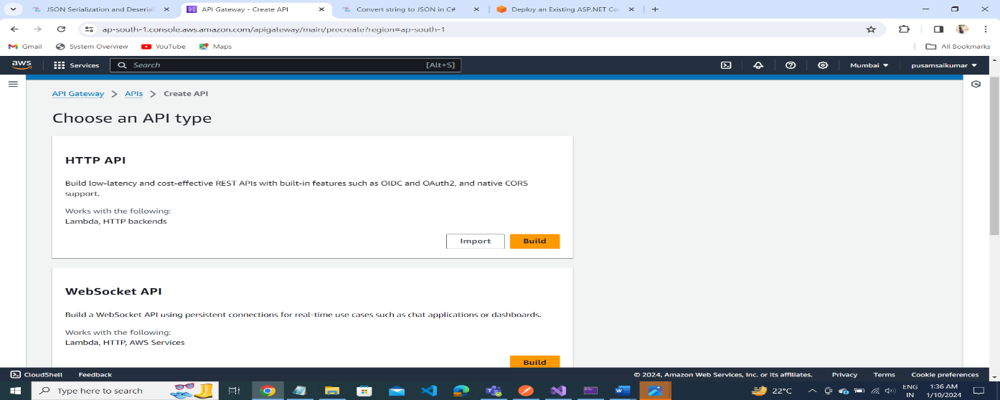 JSON Serialization and Deserial
API Gateway - Create API
Convert string to JSON in C#
Deploy an Existing ASP.NET Co
ap-south-1.console.aws.amazon.com/apigateway/main/precreate?region=ap-south-1
Gmail
System Overview
YouTube
Maps
All Bookmarks
aws
Services
Search
[Alt+S]
Mumbai
pusamsaikumar
API Gateway > APIs > Create API
Choose an API type
HTTP API
Build low-latency and cost-effective REST APIs with built-in features such as OIDC and OAuth2, and native CORS
support.
Works with the following:
Lambda, HTTP backends
Import
Build
WebSocket API
Build a WebSocket API using persistent connections for real-time use cases such as chat applications or dashboards.
Works with the following:
Lambda, HTTP, AWS Services
Build
CloudShell
Feedback
© 2024, Amazon Web Services, Inc. or its affiliates.
Privacy
Terms
Cookie preferences
Type here to search
22°C
ENG
IN
1:36 AM
1/10/2024